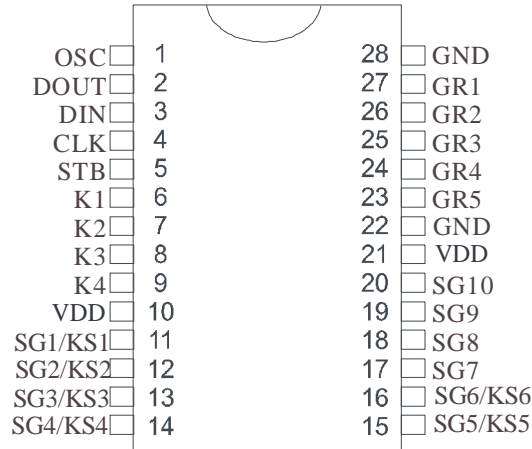 OSC 1 28 GND
DOUT 2 27 GR1
DIN 3 26 GR2
CLK 4 25 GR3
STB 5 24 GR4
K1 6 23 GR5
K2 7 22 GND
K3 8 21 VDD
K4 9 20 SG10
VDD 10 19 SG9
SG1/KS1 11 18 SG8
SG2/KS2 12 17 SG7
SG3/KS3 13 16 SG6/KS6
SG4/KS4 14 15 SG5/KS5